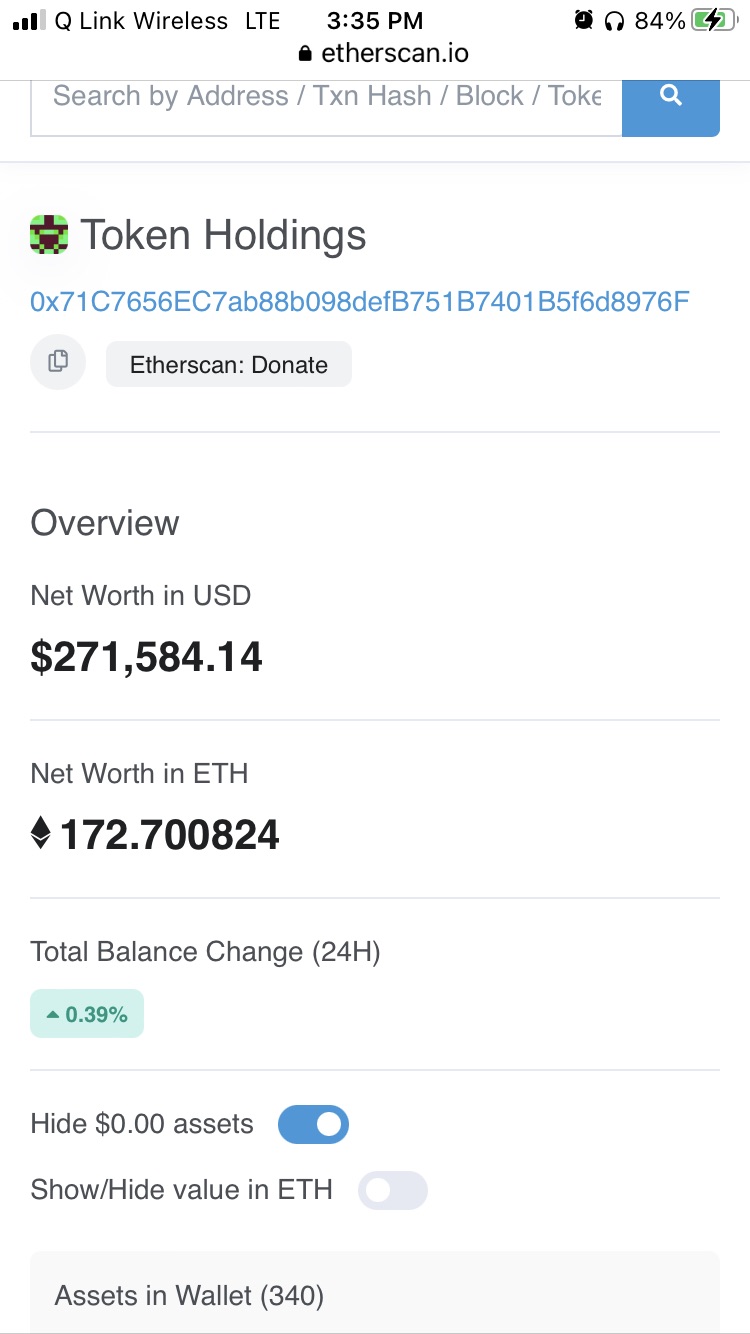 Q Link Wireless LTE 3:35 PM 84%
etherscan.io
Search by Address / Txn Hash / Block / Toke
Token Holdings
0x71C7656EC7ab88b098defB751B7401B5f6d8976F
Etherscan: Donate
Overview
Net Worth in USD
$271,584.14
Net Worth in ETH
172.700824
Total Balance Change (24H)
0.39%
Hide $0.00 assets
Show/Hide value in ETH
Assets in Wallet (340)